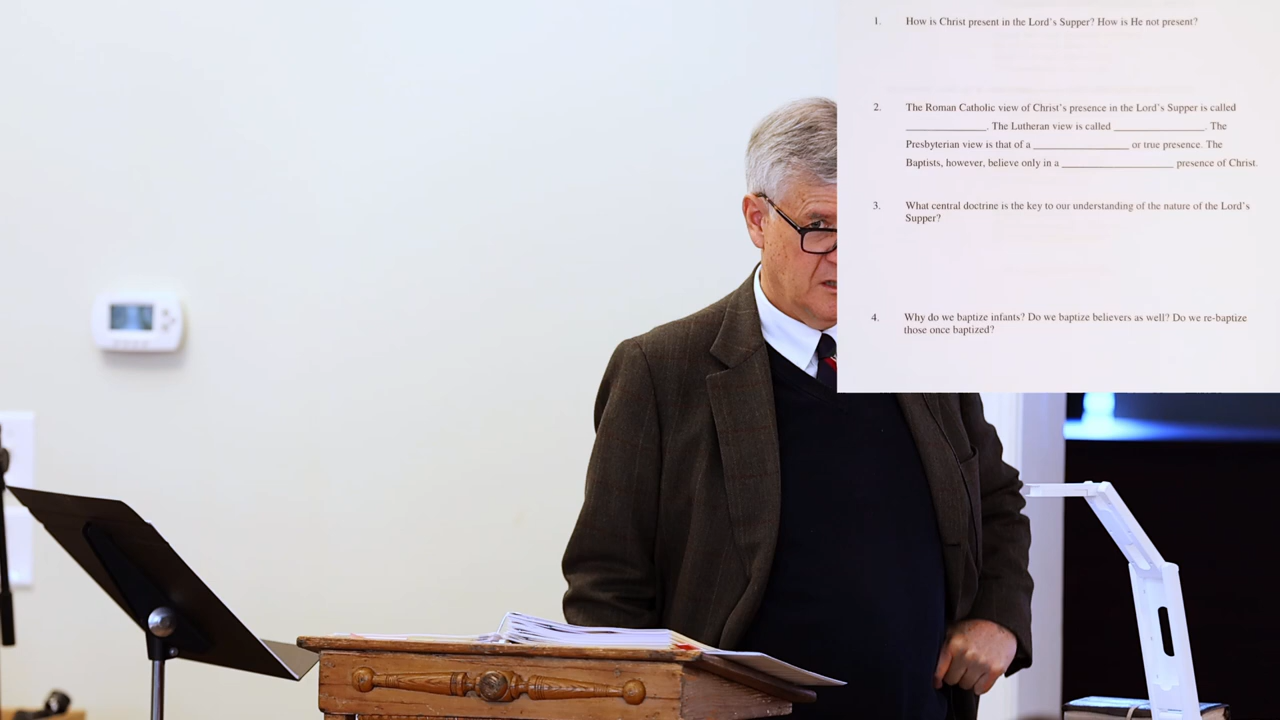 1. How is Christ present in the Lord's Supper? How is He not present?
2. The Roman Catholic view of Christ's presence in the Lord's Supper is called
______________. The Lutheran view is called ________________. The
Presbyterian view is that of a _________________ or true presence. The
Baptists, however, believe only in a ____________________ presence of Christ.
3. What central doctrine is the key to our understanding of the nature of the Lord's
Supper?
4. Why do we baptize infants? Do we baptize believers as well? Do we re-baptize
those once baptized?